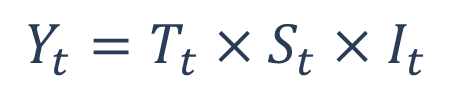 Yₜ = Tₜ × Sₜ × Iₜ